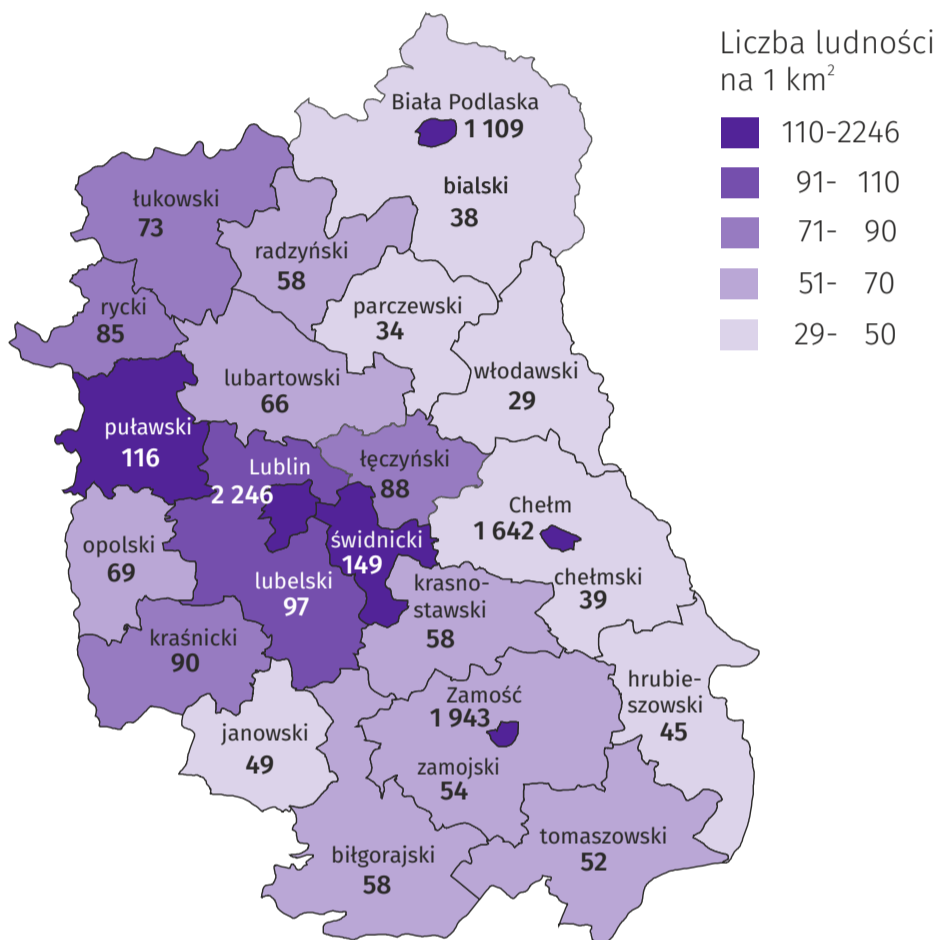 Liczba ludności
na 1 km²
110-2246
91- 110
71- 90
51- 70
29- 50
Biała Podlaska
1 109
bialski
38
łukowski
73
radzyński
58
rycki
85
parczewski
34
lubartowski
66
włodawski
29
puławski
116
Lublin
2 246
łęczyński
88
Chełm
1 642
opolski
69
świdnicki
149
lubelski
97
krasno-
stawski
58
chełmski
39
kraśnicki
90
Zamość
1 943
hrubie-
szowski
45
janowski
49
zamojski
54
tomaszowski
52
biłgorajski
58